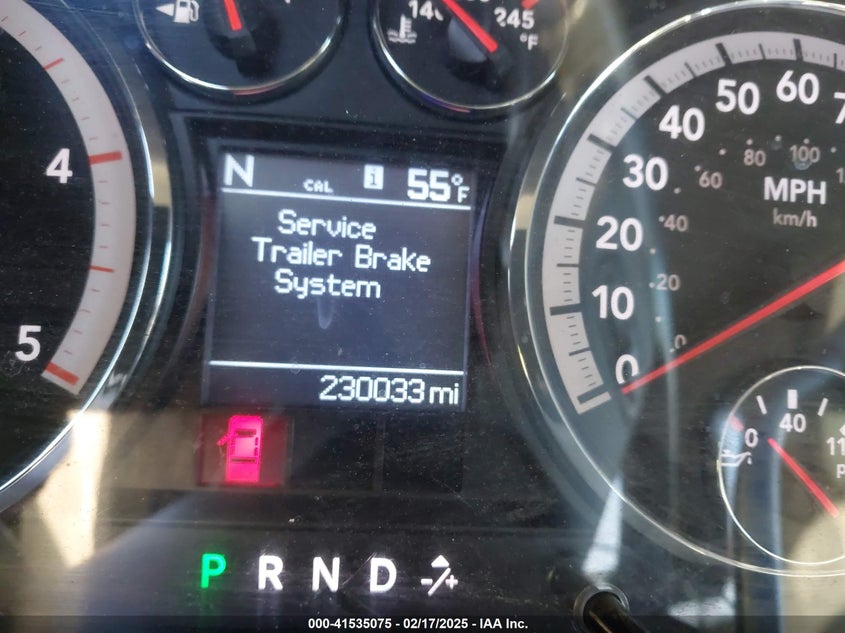 140 245
°F
4
5
N CAL i 55°F
Service
Trailer Brake
System
230033 mi
0 10 20 30 40 50 60
20 40 60 80 100
MPH
km/h
0 40
P R N D -/+
000-41535075 - 02/17/2025 - IAA Inc.